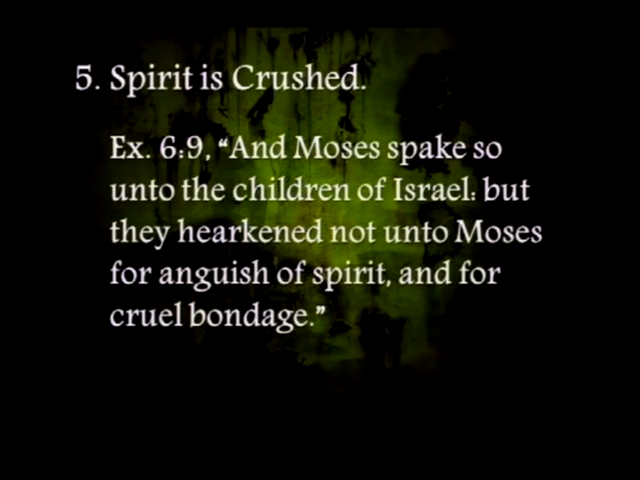 5. Spirit is Crushed.
Ex. 6:9, “And Moses spake so
unto the children of Israel: but
they hearkened not unto Moses
for anguish of spirit, and for
cruel bondage.”